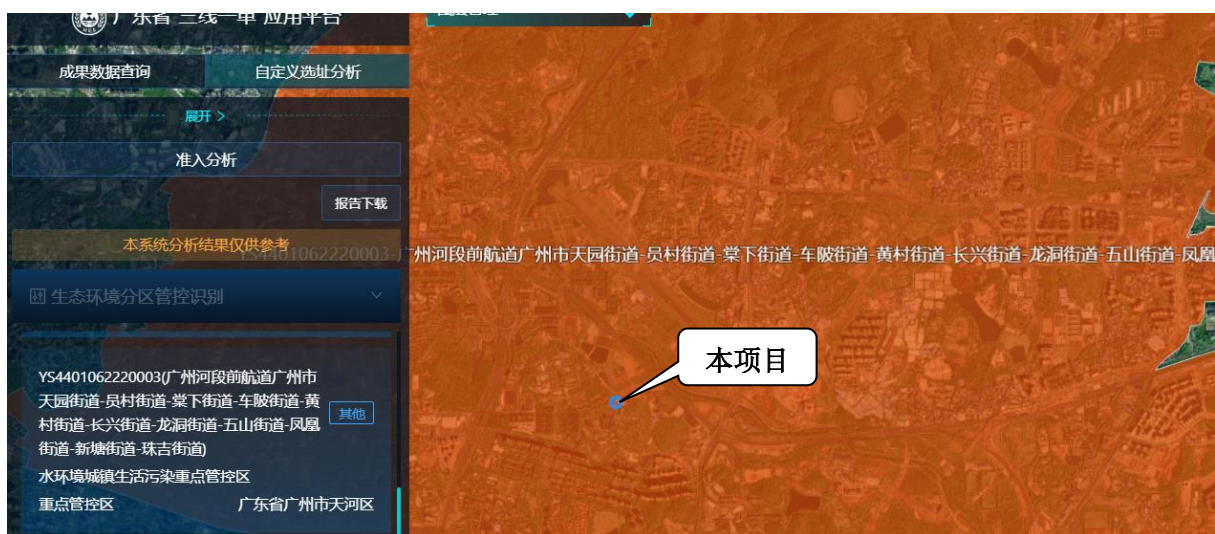 广东省"三线一单"应用平台
图层管理
成果数据查询
自定义选址分析
展开 >
准入分析
报告下载
本系统分析结果仅供参考
YS4401062220003 广州河段前航道广州市天园街道-员村街道-棠下街道-车陂街道-黄村街道-长兴街道-龙洞街道-五山街道-凤凰
生态环境分区管控识别
本项目
YS4401062220003(广州河段前航道广州市
天园街道-员村街道-棠下街道-车陂街道-黄
村街道-长兴街道-龙洞街道-五山街道-凤凰
街道-新塘街道-珠吉街道)
其他
水环境城镇生活污染重点管控区
重点管控区
广东省广州市天河区